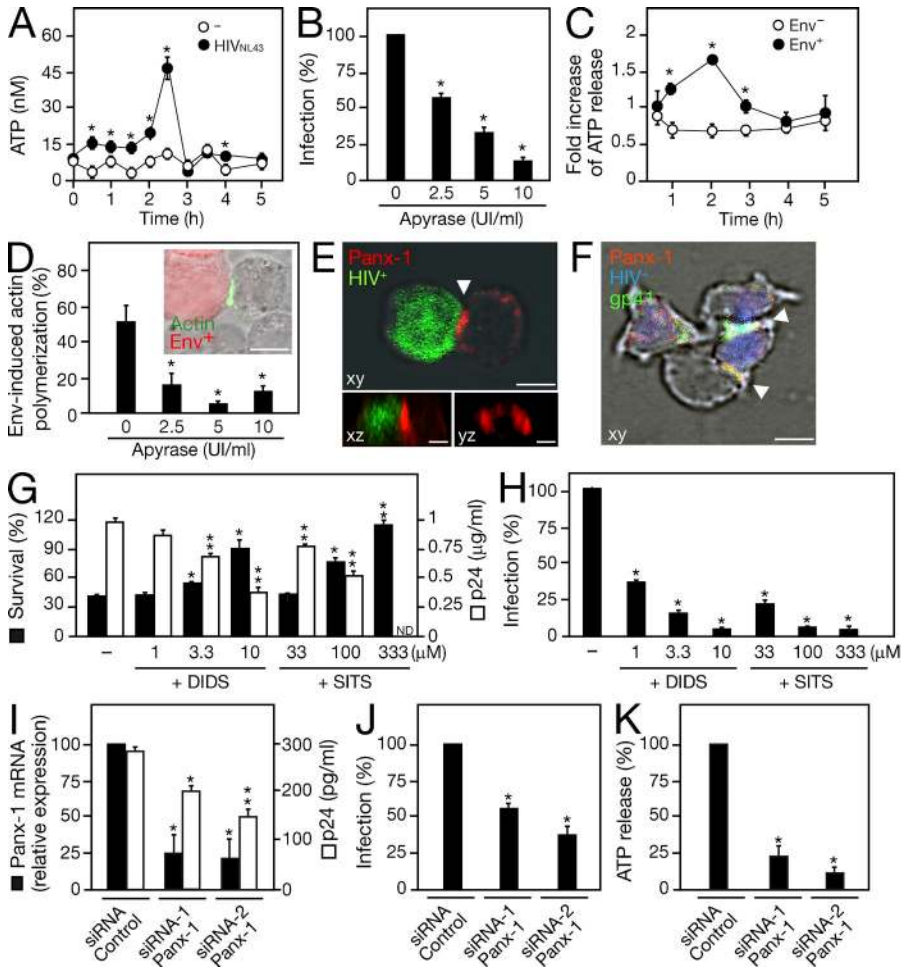 A
60
45
30
15
0
ATP (nM)
–
HIVNL43
*
*
*
*
*
*
0 1 2 3 4 5
Time (h)
B
100
75
50
25
0
Infection (%)
*
*
*
0 2.5 5 10
Apyrase (UI/ml)
C
2
1.5
1
0.5
0
Fold increase
of ATP release
Env⁻
Env⁺
*
*
*
1 2 3 4 5
Time (h)
D
80
60
40
20
0
Env-induced actin
polymerization (%)
Actin
Env⁺
*
*
*
0 2.5 5 10
Apyrase (UI/ml)
E
Panx-1
HIV⁺
xy
xz
yz
F
Panx-1
HIV⁻
gp41
xy
G
120
90
60
30
0
Survival (%)
1
0.75
0.5
0.25
0
p24 (µg/ml)
*
**
*
**
**
*
**
**
ND
– 1 3.3 10 33 100 333 (µM)
+ DIDS
+ SITS
H
100
75
50
25
0
Infection (%)
*
*
*
*
*
*
– 1 3.3 10 33 100 333 µM
+ DIDS
+ SITS
I
100
75
50
25
0
Panx-1 mRNA
(relative expression)
300
200
100
0
p24 (pg/ml)
*
*
*
**
siRNA
Control
siRNA-1
Panx-1
siRNA-2
Panx-1
J
100
75
50
25
0
Infection (%)
*
*
siRNA
Control
siRNA-1
Panx-1
siRNA-2
Panx-1
K
100
75
50
25
0
ATP release (%)
*
*
siRNA
Control
siRNA-1
Panx-1
siRNA-2
Panx-1